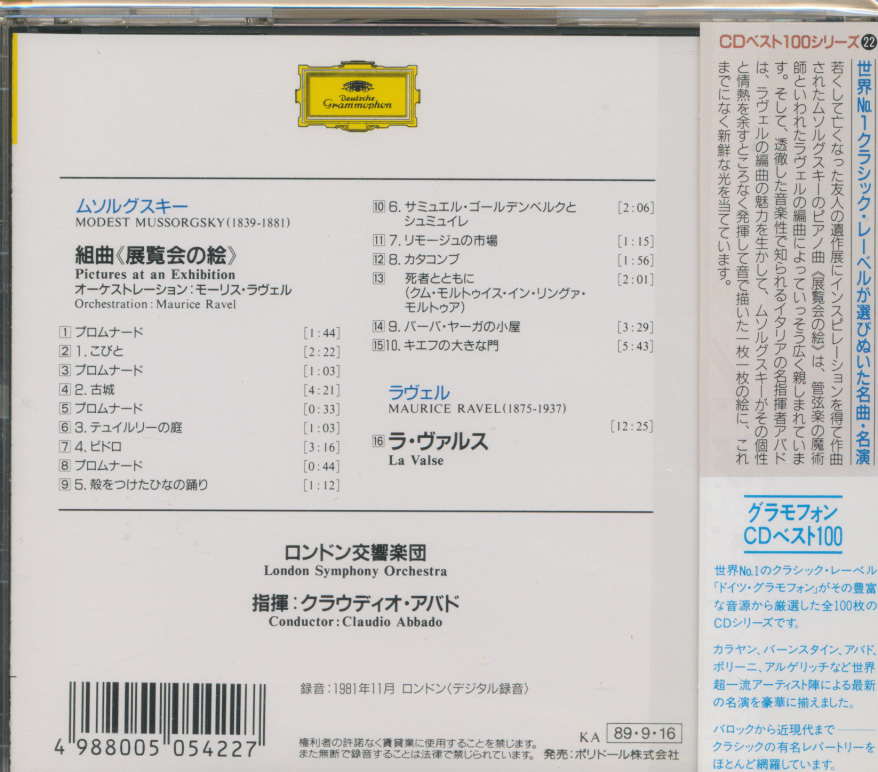 Deutsche
Grammophon
ムソルグスキー
MODEST MUSSORGSKY(1839-1881)
組曲《展覧会の絵》
Pictures at an Exhibition
オーケストレーション:モーリス・ラヴェル
Orchestration:Maurice Ravel
1 プロムナード [1:44]
2 1.こびと [2:22]
3 プロムナード [1:03]
4 2.古城 [4:21]
5 プロムナード [0:33]
6 3.テュイルリーの庭 [1:03]
7 4.ビドロ [3:16]
8 プロムナード [0:44]
9 5.殻をつけたひなの踊り [1:12]
10 6.サミュエル・ゴールデンベルクと [2:06]
シュミュイレ
11 7.リモージュの市場 [1:15]
12 8.カタコンブ [1:56]
13 死者とともに [2:01]
(クム・モルトゥイス・イン・リングァ・
モルトゥア)
14 9.バーバ・ヤーガの小屋 [3:29]
15 10.キエフの大きな門 [5:43]
ラヴェル
MAURICE RAVEL(1875-1937)
[12:25]
16 ラ・ヴァルス
La Valse
ロンドン交響楽団
London Symphony Orchestra
指揮:クラウディオ・アバド
Conductor:Claudio Abbado
録音:1981年11月 ロンドン〈デジタル録音〉
4 988005 054227
権利者の許諾なく賃貸業に使用することを禁じます。
また無断で録音することは法律で禁じられています。
KA 89・9・16
発売:ポリドール株式会社
CDベスト100シリーズ22
世界No.1クラシック・レーベルが選びぬいた名曲・名演
若くして亡くなった友人の遺作展にインスピレーションを得て作曲
されたムソルグスキーのピアノ曲《展覧会の絵》は、管弦楽の魔術
師といわれたラヴェルの編曲によっていっそう広く親しまれていま
す。そして、透徹した音楽性で知られるイタリアの名指揮者アバド
は、ラヴェルの編曲の魅力を生かして、ムソルグスキーがその個性
と情熱を余すところなく発揮して音で描いた一枚一枚の絵に、これ
までになく新鮮な光を当てています。
グラモフォン
CDベスト100
世界No.1のクラシック・レーベル
「ドイツ・グラモフォン」がその豊富
な音源から厳選した全100枚の
CDシリーズです。
カラヤン、バーンスタイン、アバド、
ポリーニ、アルゲリッチなど世界
超一流アーティスト陣による最新
の名演を豪華に揃えました。
バロックから近現代まで――
クラシックの有名レパートリーを
ほとんど網羅しています。